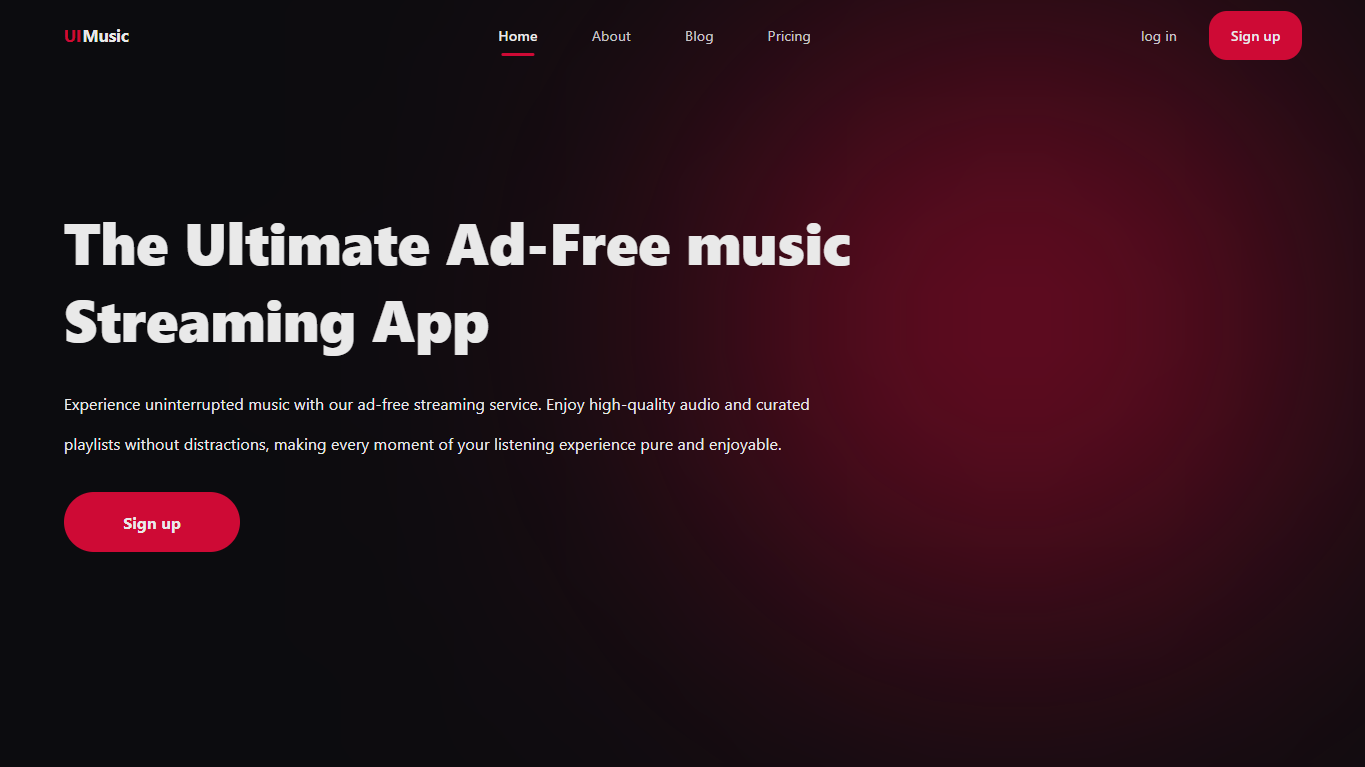 UIMusic
Home
About
Blog
Pricing
log in
Sign up
The Ultimate Ad-Free music
Streaming App
Experience uninterrupted music with our ad-free streaming service. Enjoy high-quality audio and curated
playlists without distractions, making every moment of your listening experience pure and enjoyable.
Sign up